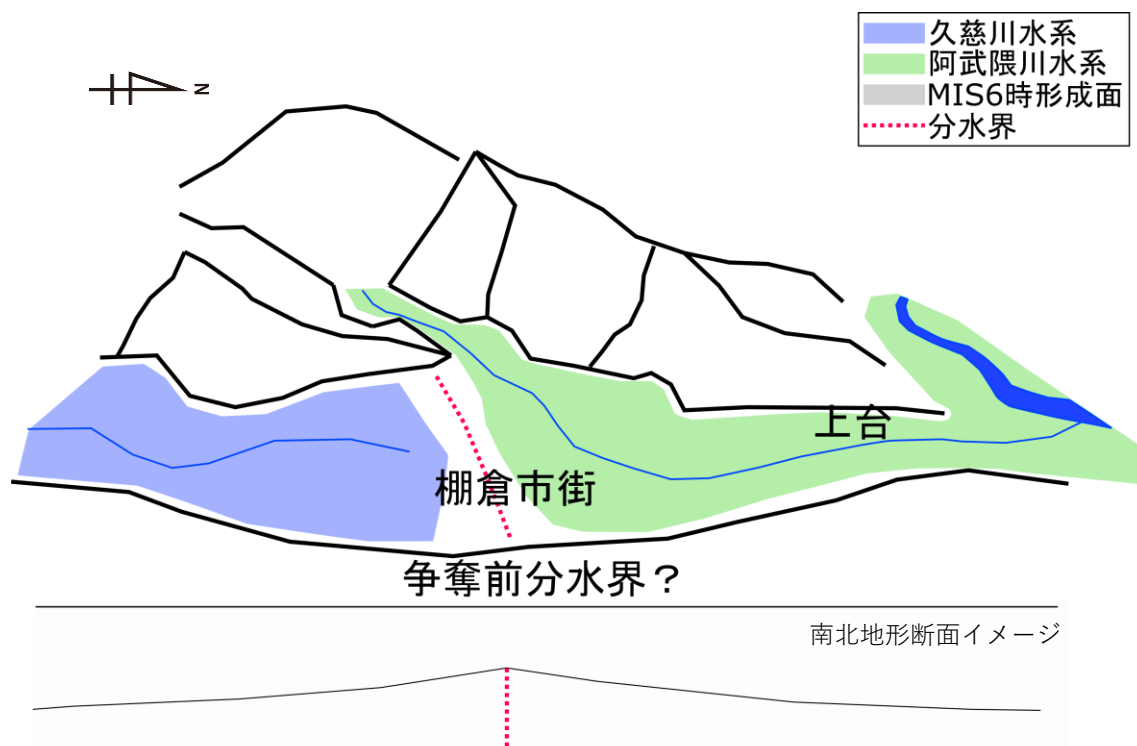 久慈川水系
阿武隈川水系
MIS6時形成面
分水界
N
上台
棚倉市街
争奪前分水界？
南北地形断面イメージ